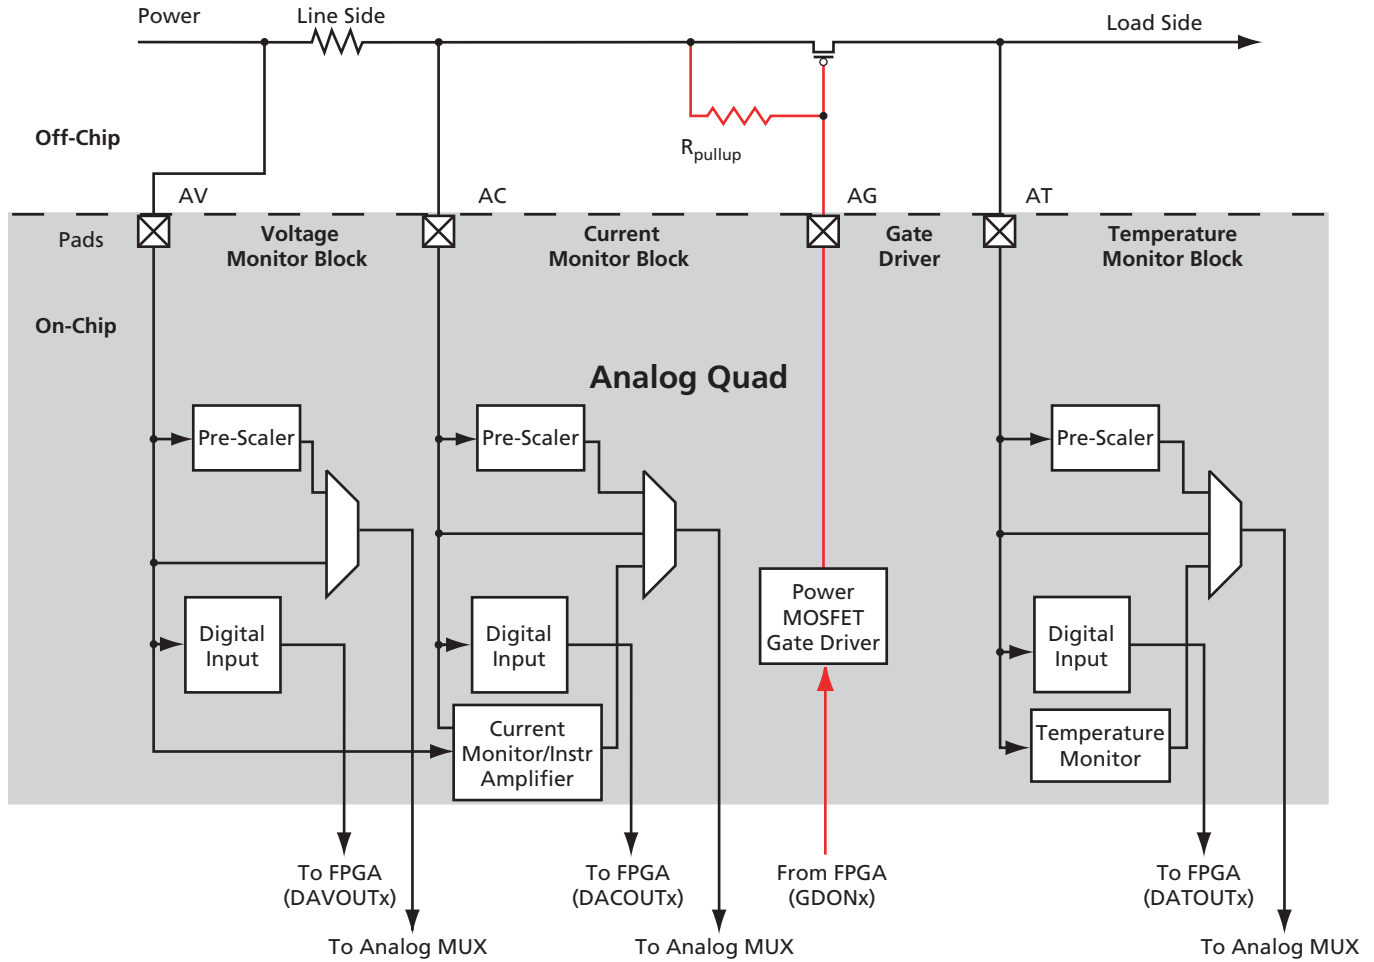 Power
Line Side
Load Side
Off-Chip
Rpullup
AV
AC
AG
AT
Pads
Voltage
Monitor Block
Current
Monitor Block
Gate
Driver
Temperature
Monitor Block
On-Chip
Analog Quad
Pre-Scaler
Pre-Scaler
Pre-Scaler
Power
MOSFET
Gate Driver
Digital
Input
Digital
Input
Digital
Input
Current
Monitor/Instr
Amplifier
Temperature
Monitor
To FPGA
(DAVOUTx)
To FPGA
(DACOUTx)
From FPGA
(GDONx)
To FPGA
(DATOUTx)
To Analog MUX
To Analog MUX
To Analog MUX